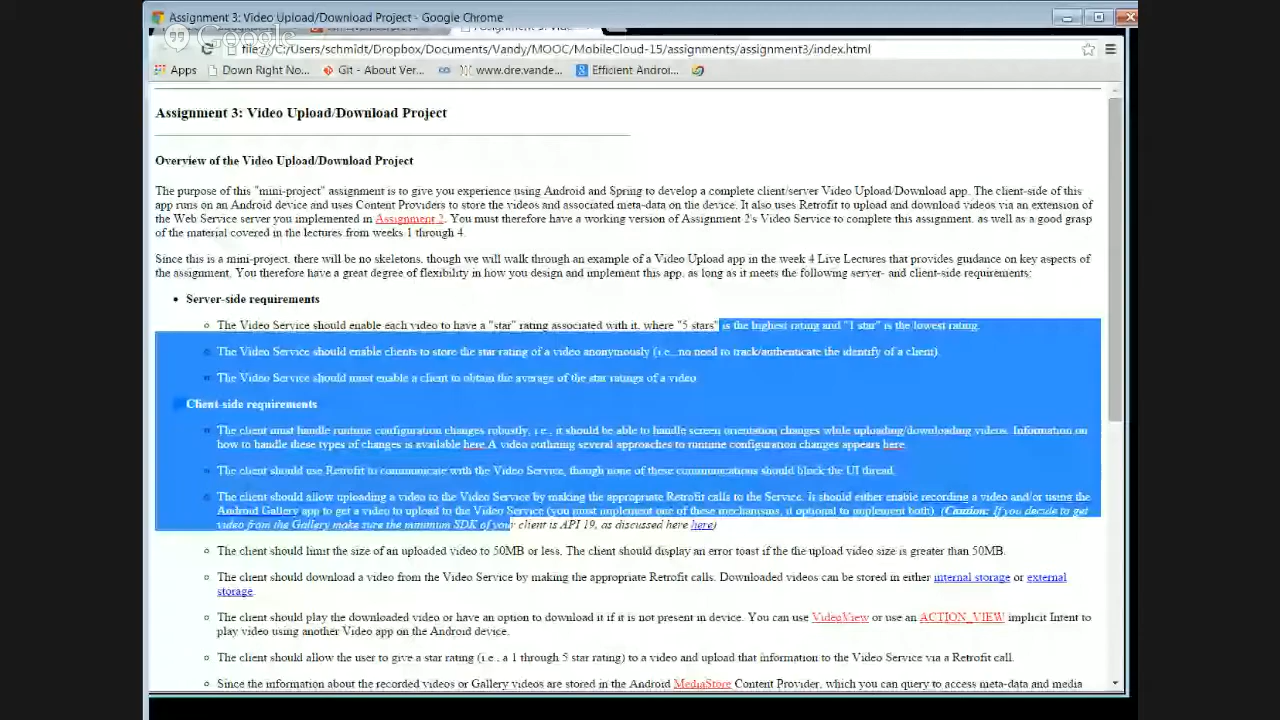 Assignment 3: Video Upload/Download Project - Google Chrome
Google
file:///C:/Users/schmidt/Dropbox/Documents/Vandy/MOOC/MobileCloud-15/assignments/assignment3/index.html
Apps Down Right No... Git - About Ver... www.dre.vande... Efficient Androi...
Assignment 3: Video Upload/Download Project
Overview of the Video Upload/Download Project
The purpose of this "mini-project" assignment is to give you experience using Android and Spring to develop a complete client/server Video Upload/Download app. The client-side of this
app runs on an Android device and uses Content Providers to store the videos and associated meta-data on the device. It also uses Retrofit to upload and download videos via an extension of
the Web Service server you implemented in Assignment 2. You must therefore have a working version of Assignment 2's Video Service to complete this assignment, as well as a good grasp
of the material covered in the lectures from weeks 1 through 4.
Since this is a mini-project, there will be no skeletons, though we will walk through an example of a Video Upload app in the week 4 Live Lectures that provides guidance on key aspects of
the assignment. You therefore have a great degree of flexibility in how you design and implement this app, as long as it meets the following server- and client-side requirements:
Server-side requirements
The Video Service should enable each video to have a "star" rating associated with it, where "5 stars" is the highest rating and "1 star" is the lowest rating.
The Video Service should enable clients to store the star rating of a video anonymously (i.e., no need to track/authenticate the identify of a client).
The Video Service should must enable a client to obtain the average of the star ratings of a video
Client-side requirements
The client must handle runtime configuration changes robustly, i.e., it should be able to handle screen orientation changes while uploading/downloading videos. Information on
how to handle these types of changes is available here.A video outlining several approaches to runtime configuration changes appears here.
The client should use Retrofit to communicate with the Video Service, though none of these communications should block the UI thread.
The client should allow uploading a video to the Video Service by making the appropriate Retrofit calls to the Service. It should either enable recording a video and/or using the
Android Gallery app to get a video to upload to the Video Service (you must implement one of these mechanisms, it optional to implement both). (Caution: If you decide to get
video from the Gallery make sure the minimum SDK of your client is API 19, as discussed here here)
The client should limit the size of an uploaded video to 50MB or less. The client should display an error toast if the the upload video size is greater than 50MB.
The client should download a video from the Video Service by making the appropriate Retrofit calls. Downloaded videos can be stored in either internal storage or external
storage.
The client should play the downloaded video or have an option to download it if it is not present in device. You can use VideoView or use an ACTION_VIEW implicit Intent to
play video using another Video app on the Android device.
The client should allow the user to give a star rating (i.e., a 1 through 5 star rating) to a video and upload that information to the Video Service via a Retrofit call.
Since the information about the recorded videos or Gallery videos are stored in the Android MediaStore Content Provider, which you can query to access meta-data and media